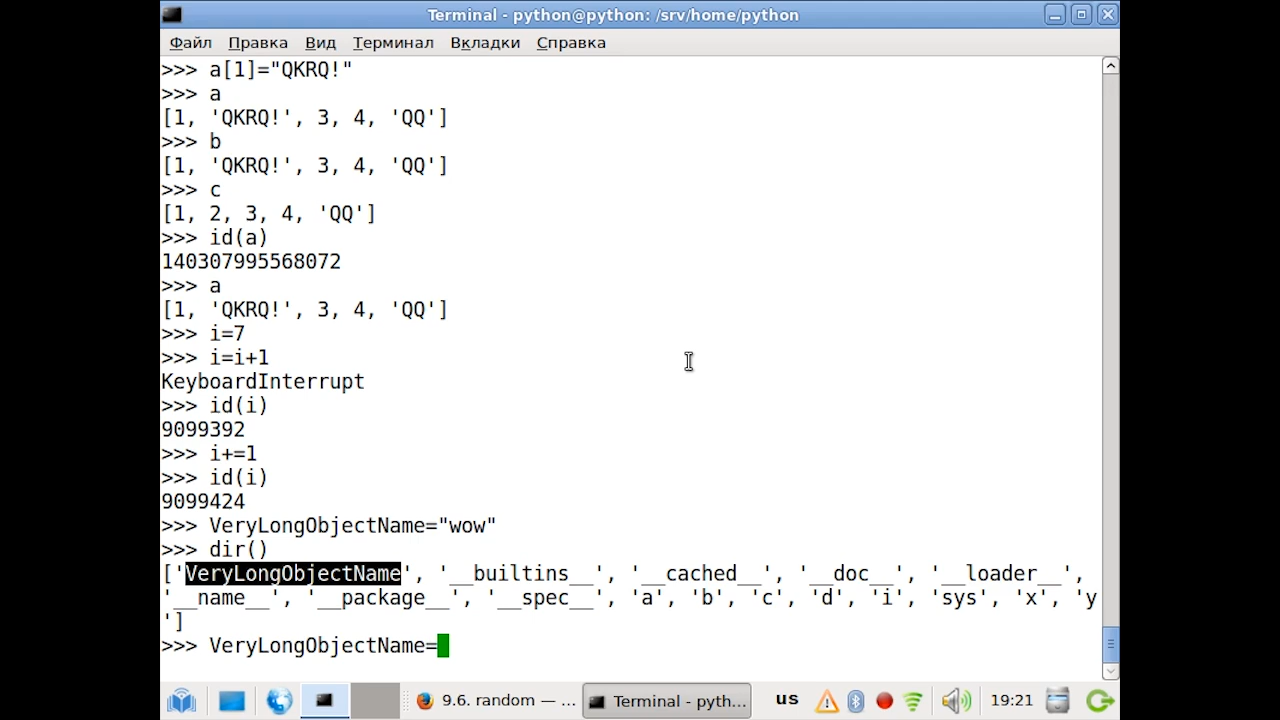 Terminal - python@python: /srv/home/python
Файл Правка Вид Терминал Вкладки Справка
>>> a[1]="QKRQ!"
>>> a
[1, 'QKRQ!', 3, 4, 'QQ']
>>> b
[1, 'QKRQ!', 3, 4, 'QQ']
>>> c
[1, 2, 3, 4, 'QQ']
>>> id(a)
140307995568072
>>> a
[1, 'QKRQ!', 3, 4, 'QQ']
>>> i=7
>>> i=i+1
KeyboardInterrupt
>>> id(i)
9099392
>>> i+=1
>>> id(i)
9099424
>>> VeryLongObjectName="wow"
>>> dir()
['VeryLongObjectName', '__builtins__', '__cached__', '__doc__', '__loader__',
'__name__', '__package__', '__spec__', 'a', 'b', 'c', 'd', 'i', 'sys', 'x', 'y
']
>>> VeryLongObjectName=
9.6. random — ... Terminal - pyth... us 19:21